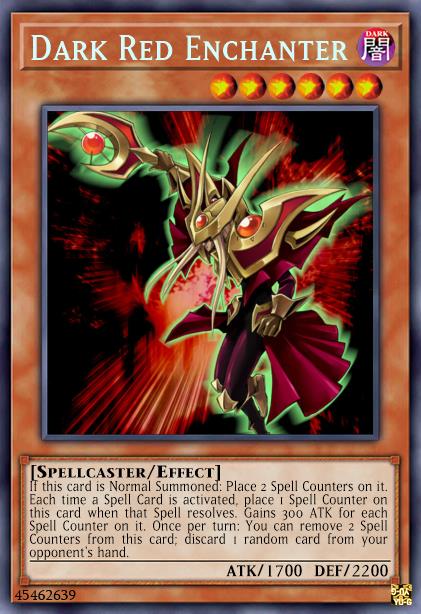 Dark Red Enchanter
DARK
闇
[Spellcaster/Effect]
If this card is Normal Summoned: Place 2 Spell Counters on it.
Each time a Spell Card is activated, place 1 Spell Counter on
this card when that Spell resolves. Gains 300 ATK for each
Spell Counter on it. Once per turn: You can remove 2 Spell
Counters from this card; discard 1 random card from your
opponent's hand.
ATK/1700 DEF/2200
45462639